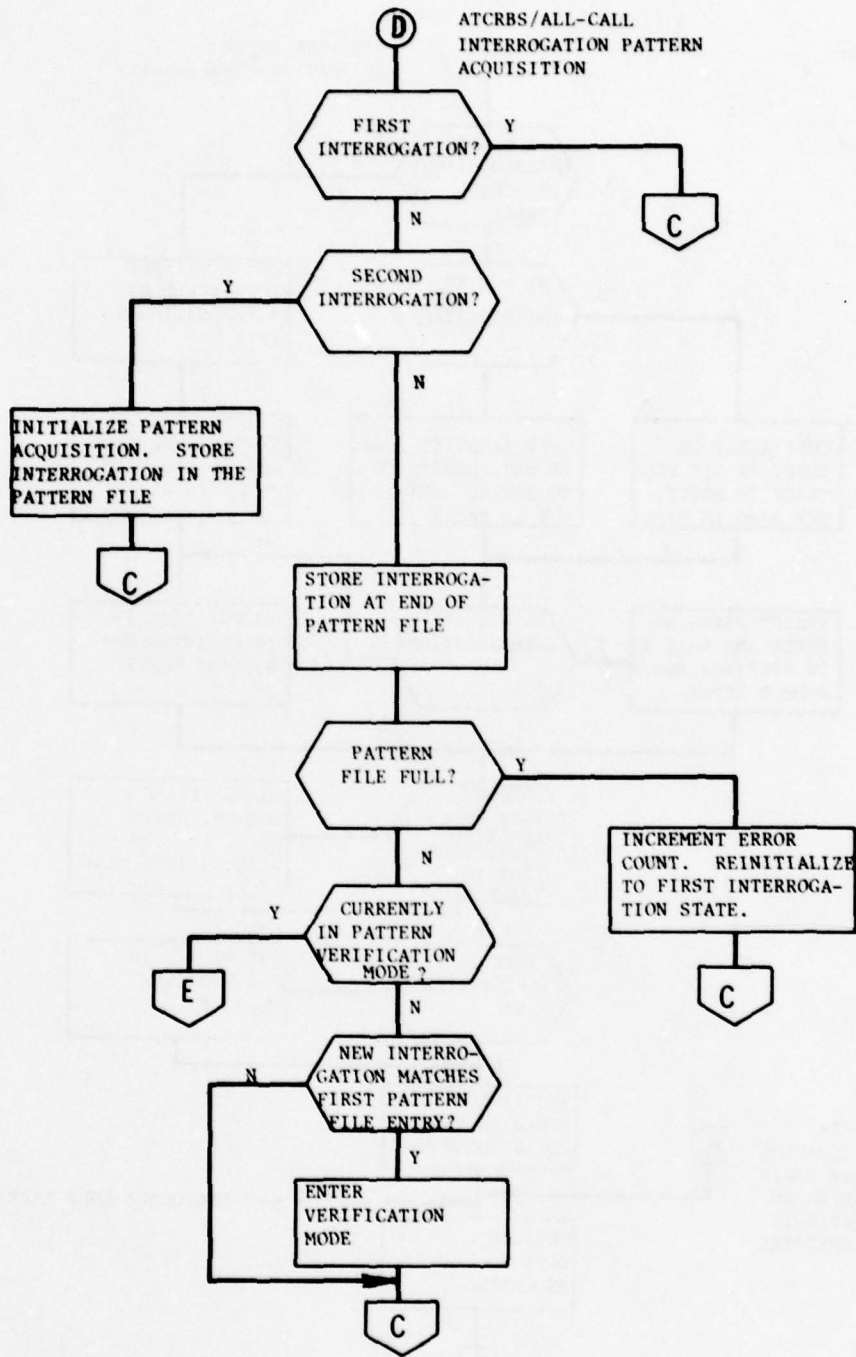 D
ATCRBS/ALL-CALL
INTERROGATION PATTERN
ACQUISITION
FIRST
INTERROGATION?
Y
C
N
SECOND
INTERROGATION?
Y
N
INITIALIZE PATTERN
ACQUISITION. STORE
INTERROGATION IN THE
PATTERN FILE
C
STORE INTERROGA-
TION AT END OF
PATTERN FILE
PATTERN
FILE FULL?
Y
N
INCREMENT ERROR
COUNT. REINITIALIZE
TO FIRST INTERROGA-
TION STATE.
C
CURRENTLY
IN PATTERN
VERIFICATION
MODE ?
Y
E
N
NEW INTERRO-
GATION MATCHES
FIRST PATTERN
FILE ENTRY?
N
Y
ENTER
VERIFICATION
MODE
C